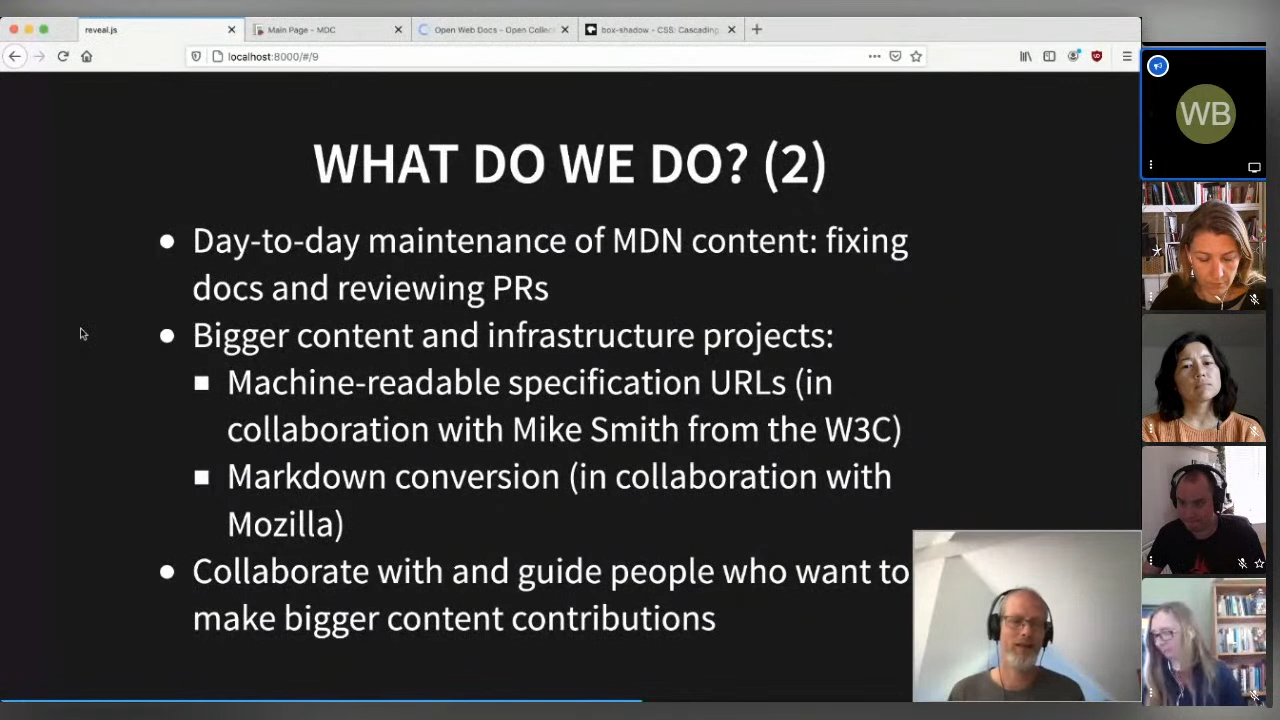 reveal.js
Main Page - MDC
Open Web Docs - Open Collec
box-shadow - CSS: Cascading
localhost:8000/#/9
WB
WHAT DO WE DO? (2)
Day-to-day maintenance of MDN content: fixing
docs and reviewing PRs
Bigger content and infrastructure projects:
Machine-readable specification URLs (in
collaboration with Mike Smith from the W3C)
Markdown conversion (in collaboration with
Mozilla)
Collaborate with and guide people who want to
make bigger content contributions